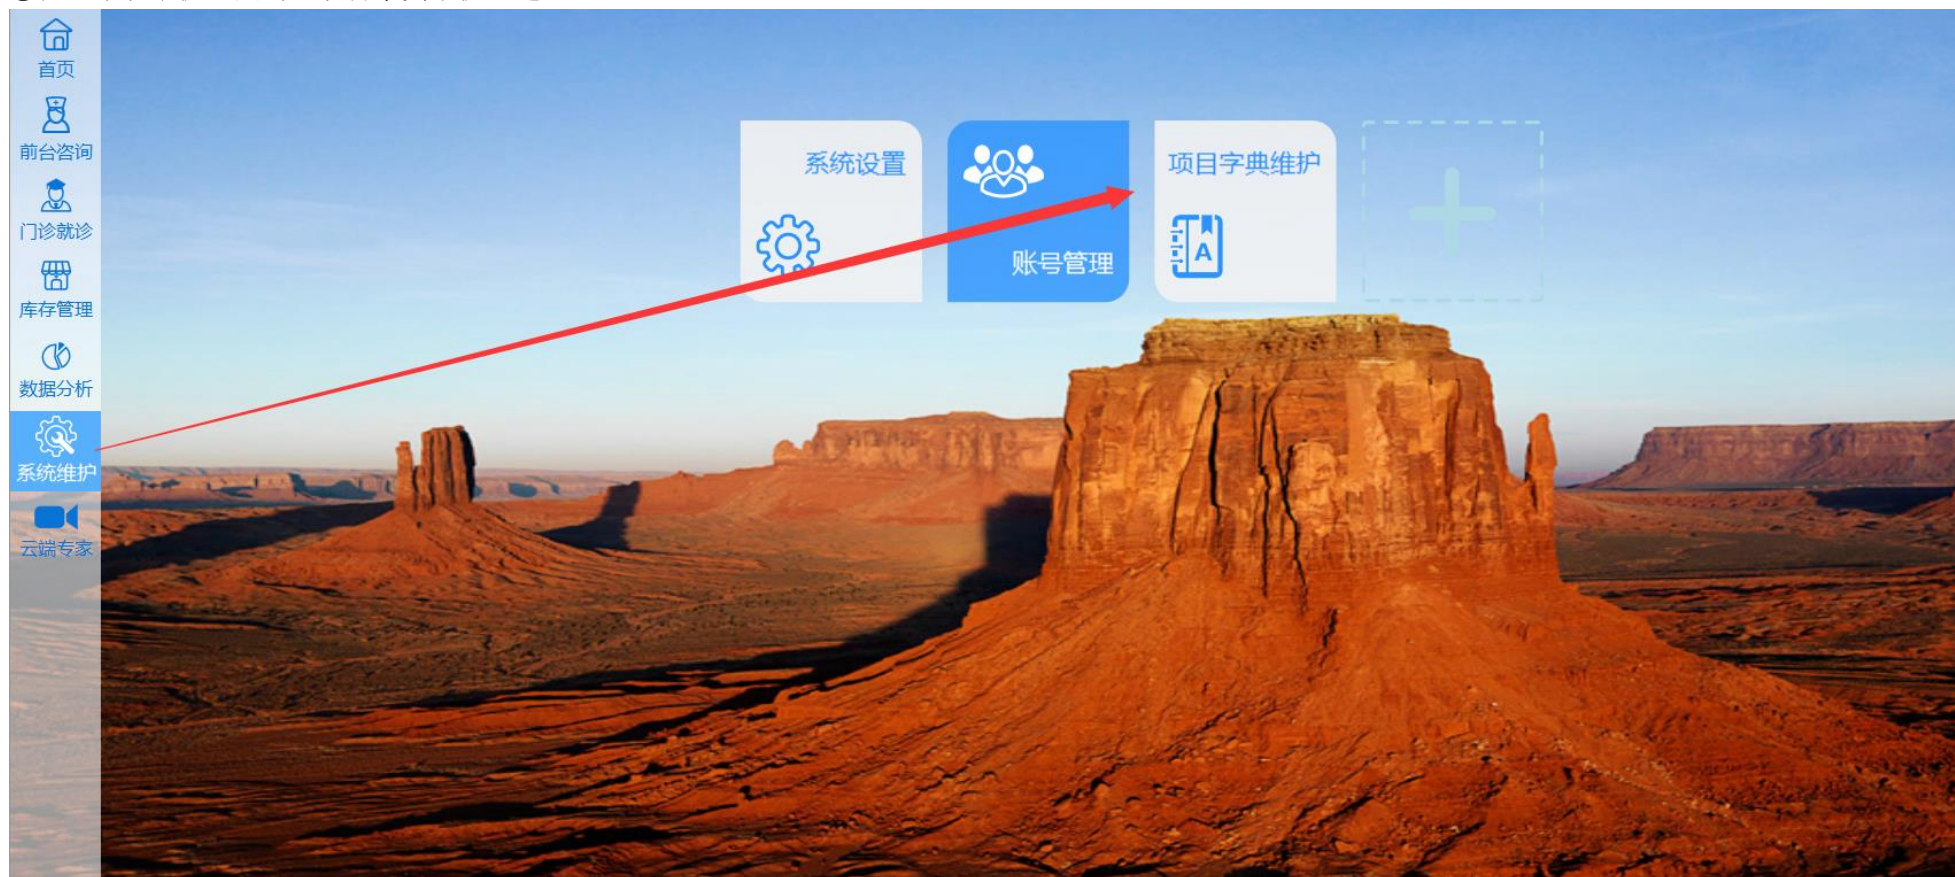 首页
前台咨询
门诊就诊
库存管理
数据分析
系统维护
云端专家
系统设置
账号管理
项目字典维护
A